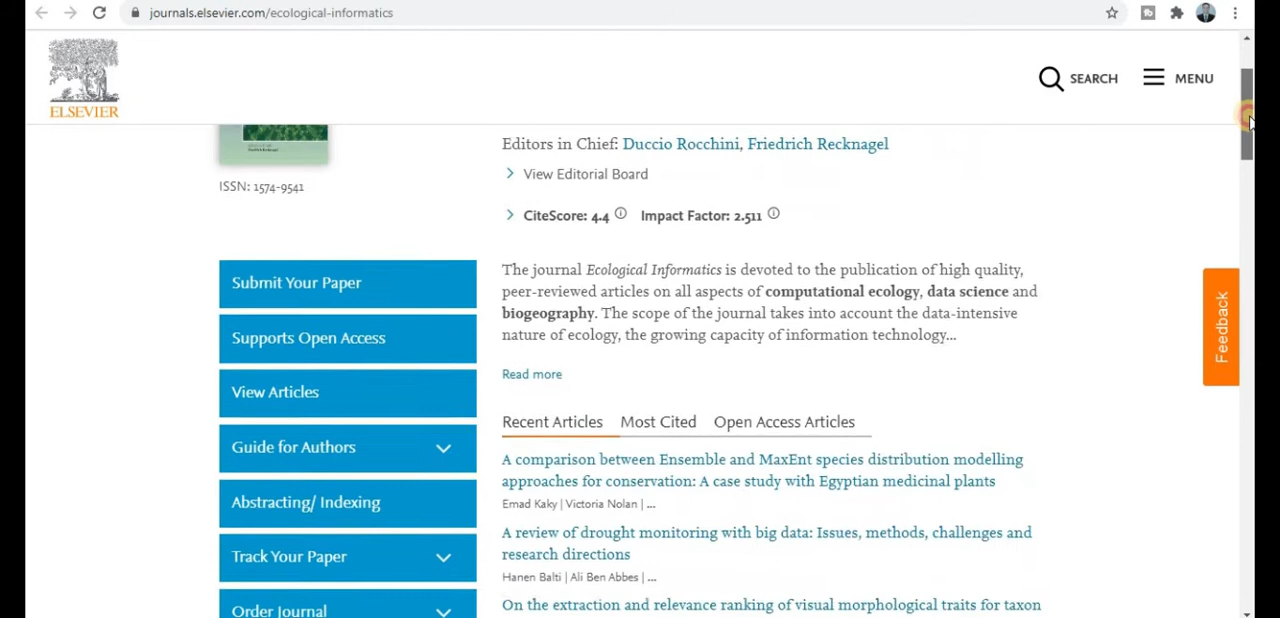 journals.elsevier.com/ecological-informatics
ELSEVIER
SEARCH
MENU
Editors in Chief: Duccio Rocchini, Friedrich Recknagel
View Editorial Board
ISSN: 1574-9541
CiteScore: 4.4 Impact Factor: 2.511
Submit Your Paper
Supports Open Access
View Articles
Guide for Authors
Abstracting/ Indexing
Track Your Paper
Order Journal
The journal Ecological Informatics is devoted to the publication of high quality,
peer-reviewed articles on all aspects of computational ecology, data science and
biogeography. The scope of the journal takes into account the data-intensive
nature of ecology, the growing capacity of information technology...
Read more
Recent Articles Most Cited Open Access Articles
A comparison between Ensemble and MaxEnt species distribution modelling
approaches for conservation: A case study with Egyptian medicinal plants
Emad Kaky | Victoria Nolan | ...
A review of drought monitoring with big data: Issues, methods, challenges and
research directions
Hanen Balti | Ali Ben Abbes | ...
On the extraction and relevance ranking of visual morphological traits for taxon
Feedback